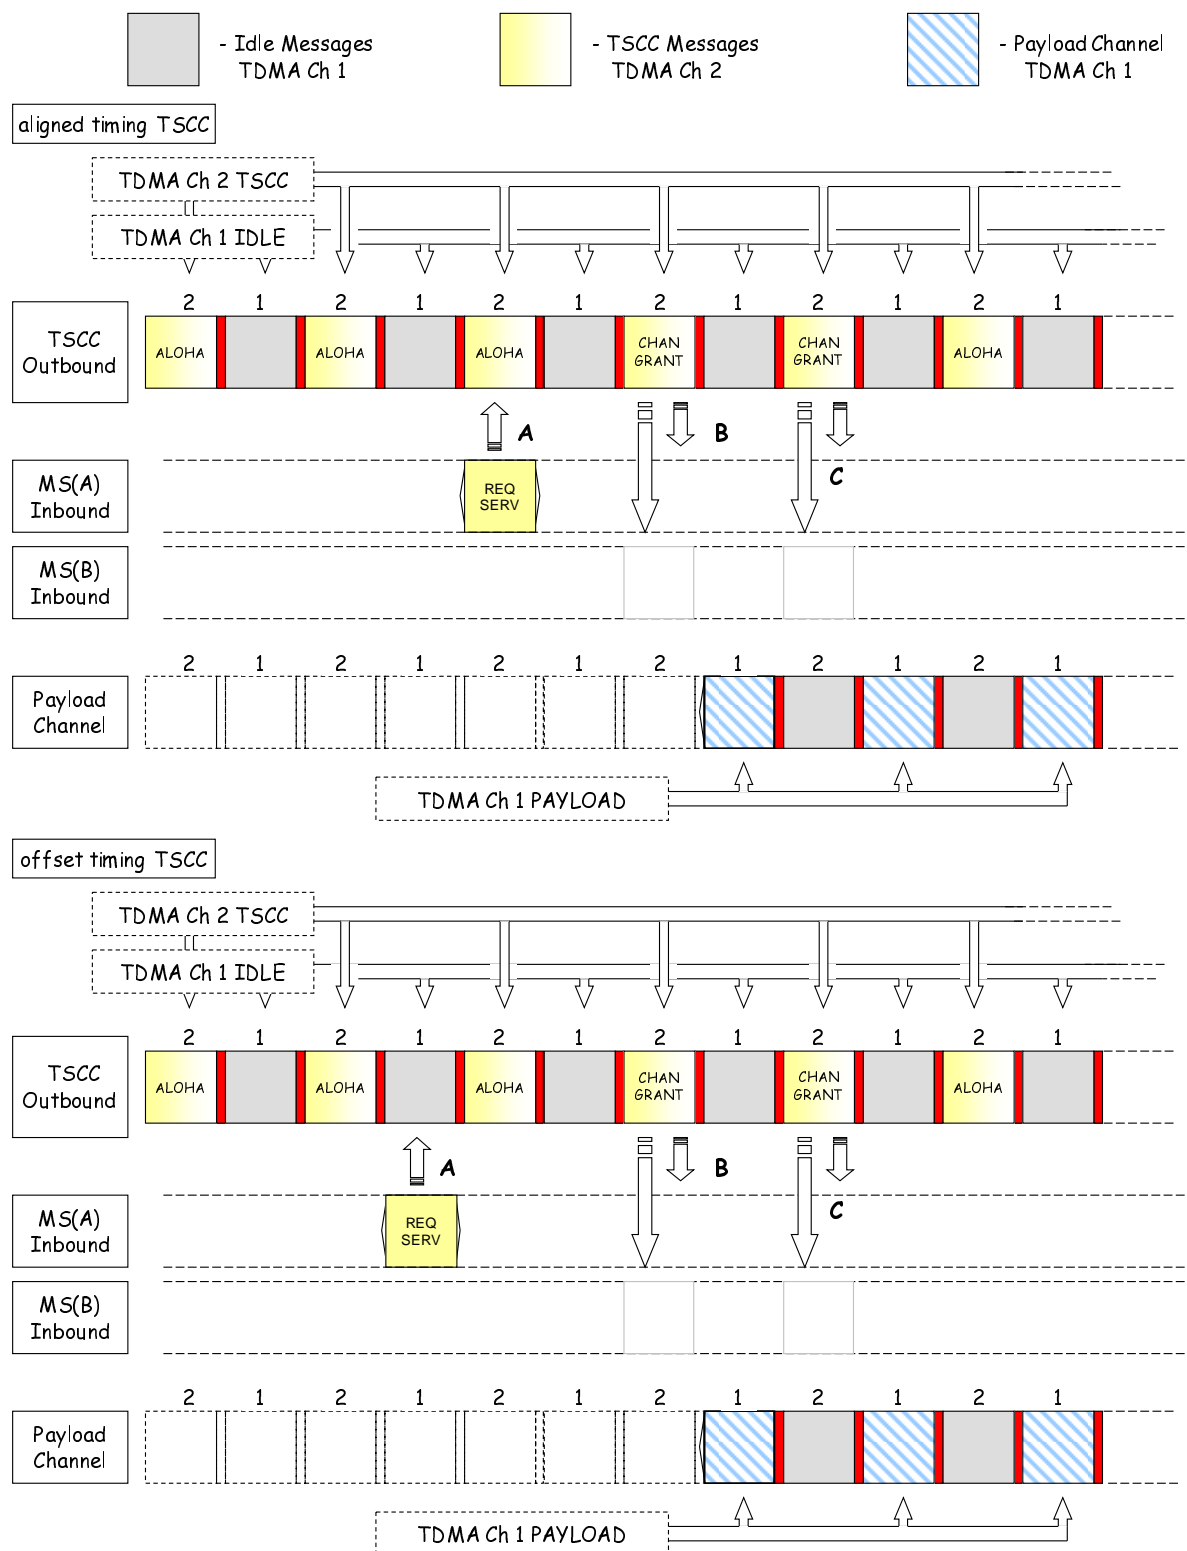 - Idle Messages
TDMA Ch 1
- TSCC Messages
TDMA Ch 2
- Payload Channel
TDMA Ch 1
aligned timing TSCC
TDMA Ch 2 TSCC
TDMA Ch 1 IDLE
2 1 2 1 2 1 2 1 2 1 2 1
TSCC
Outbound
ALOHA
ALOHA
ALOHA
CHAN
GRANT
CHAN
GRANT
ALOHA
A
B
C
MS(A)
Inbound
REQ
SERV
MS(B)
Inbound
2 1 2 1 2 1 2 1 2 1 2 1
Payload
Channel
TDMA Ch 1 PAYLOAD
offset timing TSCC
TDMA Ch 2 TSCC
TDMA Ch 1 IDLE
2 1 2 1 2 1 2 1 2 1 2 1
TSCC
Outbound
ALOHA
ALOHA
ALOHA
CHAN
GRANT
CHAN
GRANT
ALOHA
A
B
C
MS(A)
Inbound
REQ
SERV
MS(B)
Inbound
2 1 2 1 2 1 2 1 2 1 2 1
Payload
Channel
TDMA Ch 1 PAYLOAD